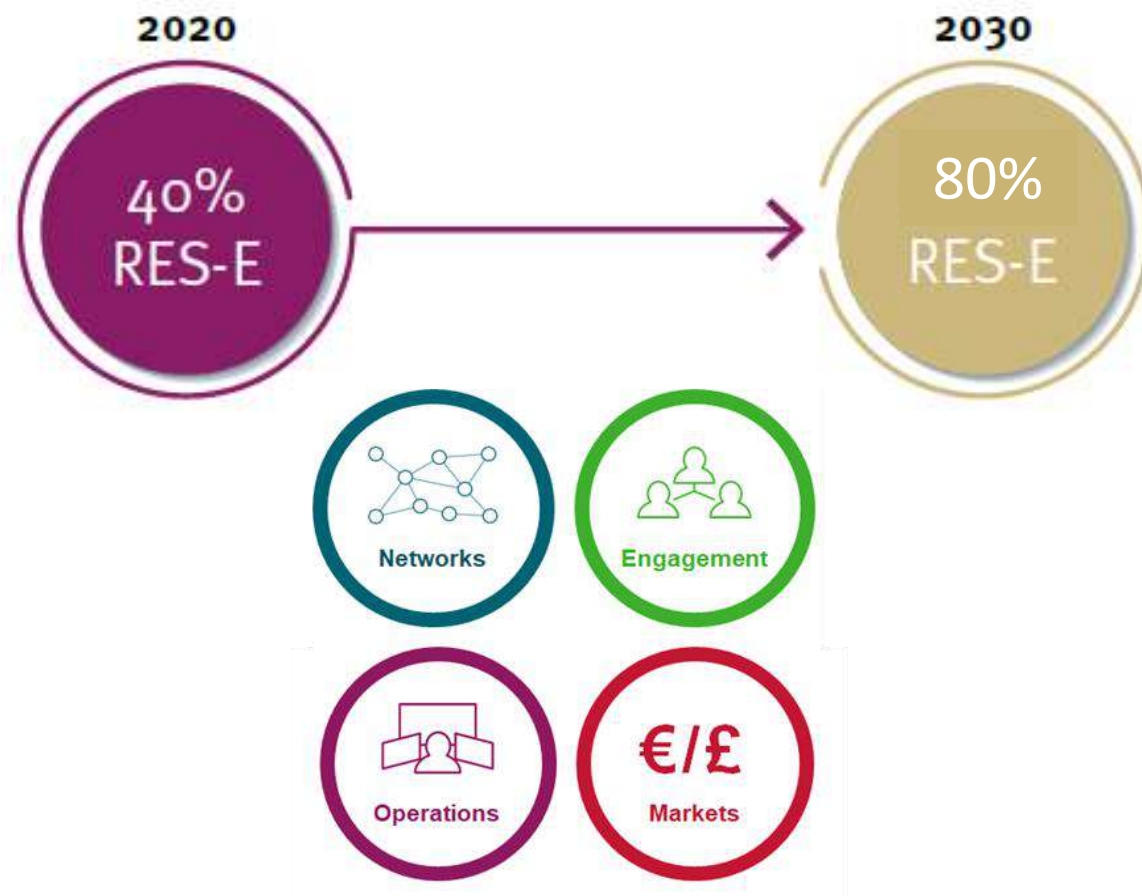 2020
2030
40%
RES-E
80%
RES-E
Networks
Engagement
Operations
€/£
Markets